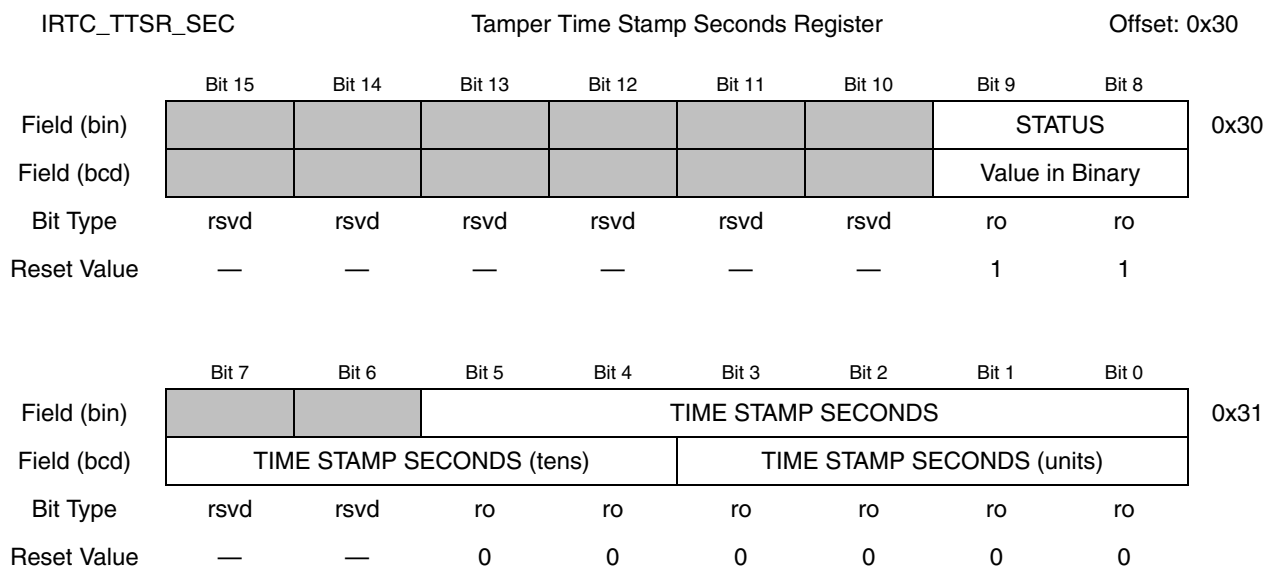 IRTC_TTSR_SEC Tamper Time Stamp Seconds Register Offset: 0x30
Bit 15 Bit 14 Bit 13 Bit 12 Bit 11 Bit 10 Bit 9 Bit 8
Field (bin) STATUS 0x30
Field (bcd) Value in Binary
Bit Type rsvd rsvd rsvd rsvd rsvd rsvd ro ro
Reset Value — — — — — — 1 1
Bit 7 Bit 6 Bit 5 Bit 4 Bit 3 Bit 2 Bit 1 Bit 0
Field (bin) TIME STAMP SECONDS 0x31
Field (bcd) TIME STAMP SECONDS (tens) TIME STAMP SECONDS (units)
Bit Type rsvd rsvd ro ro ro ro ro ro
Reset Value — — 0 0 0 0 0 0